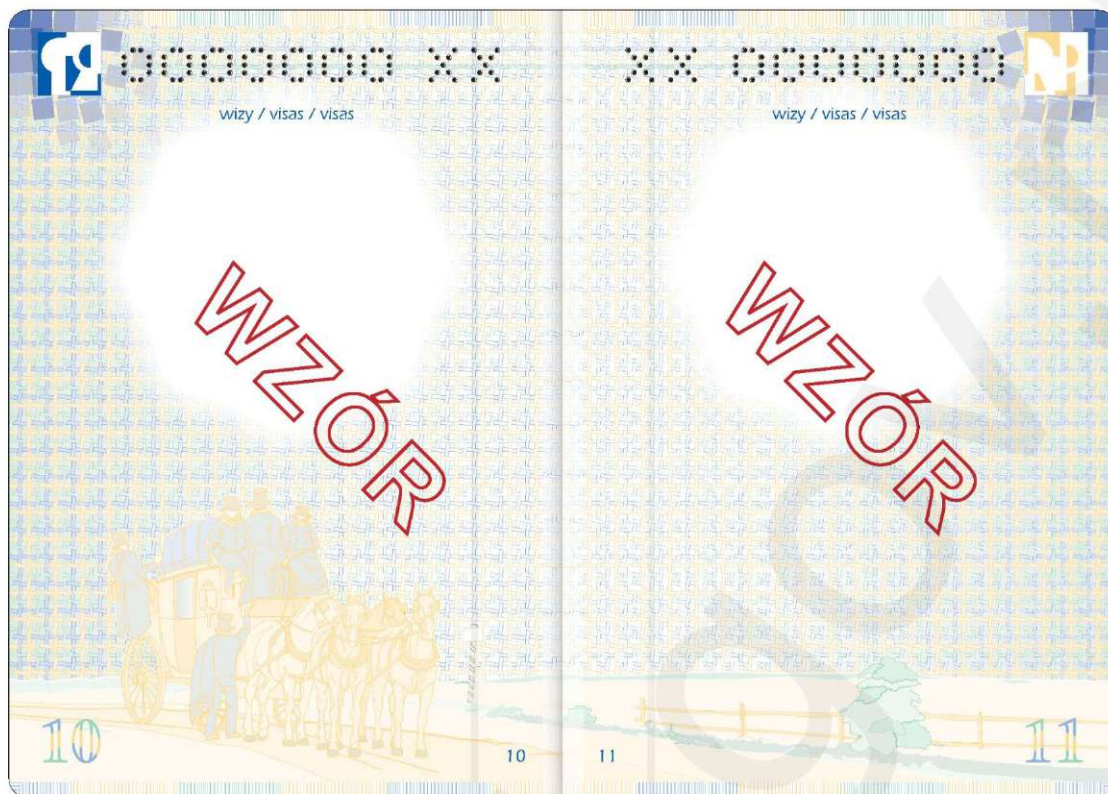 0000000 XX
wizy / visas / visas
WZÓR
10
10
XX 0000000
wizy / visas / visas
WZÓR
11
11